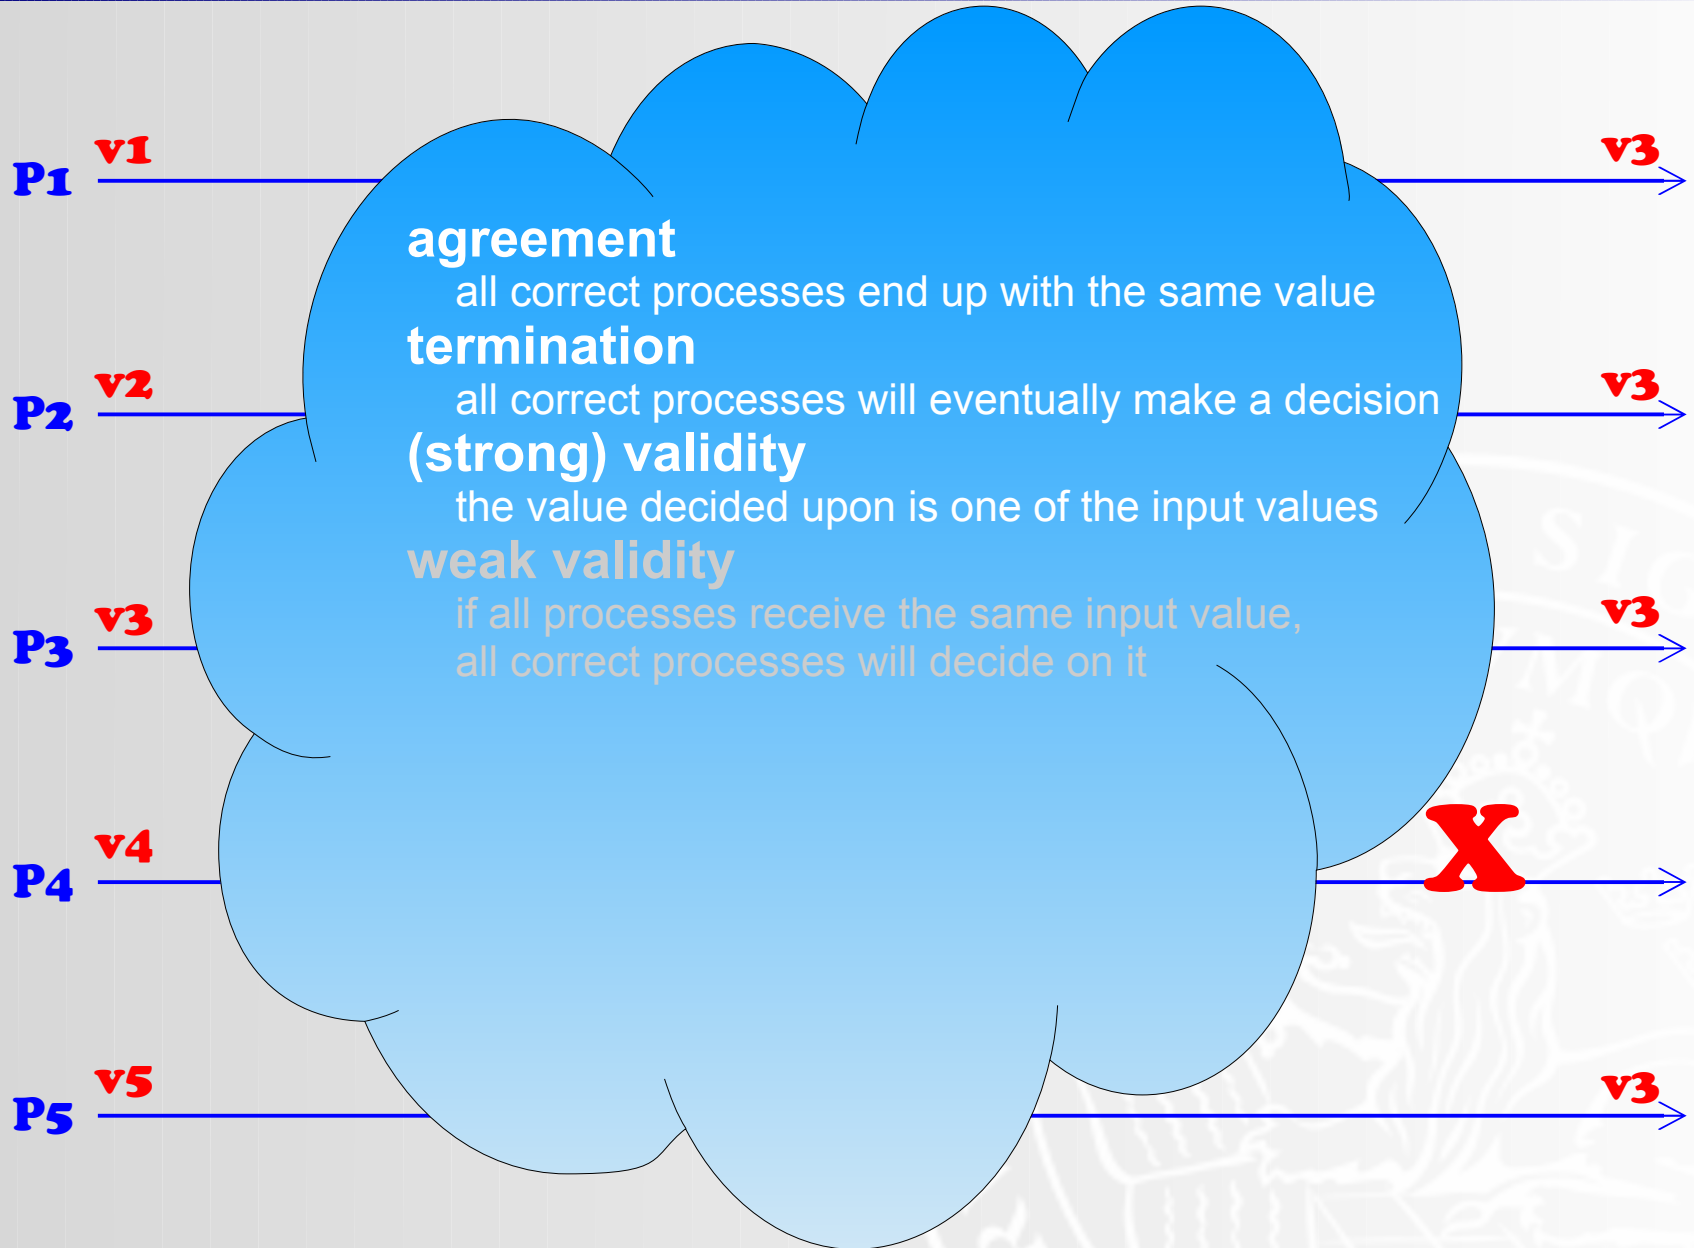 v1 v3
P1
agreement
all correct processes end up with the same value
termination
v2 v3
P2 all correct processes will eventually make a decision
(strong) validity
the value decided upon is one of the input values
weak validity
v3 if all processes receive the same input value, v3
P3 all correct processes will decide on it
X
v4
P4
v5 v3
P5